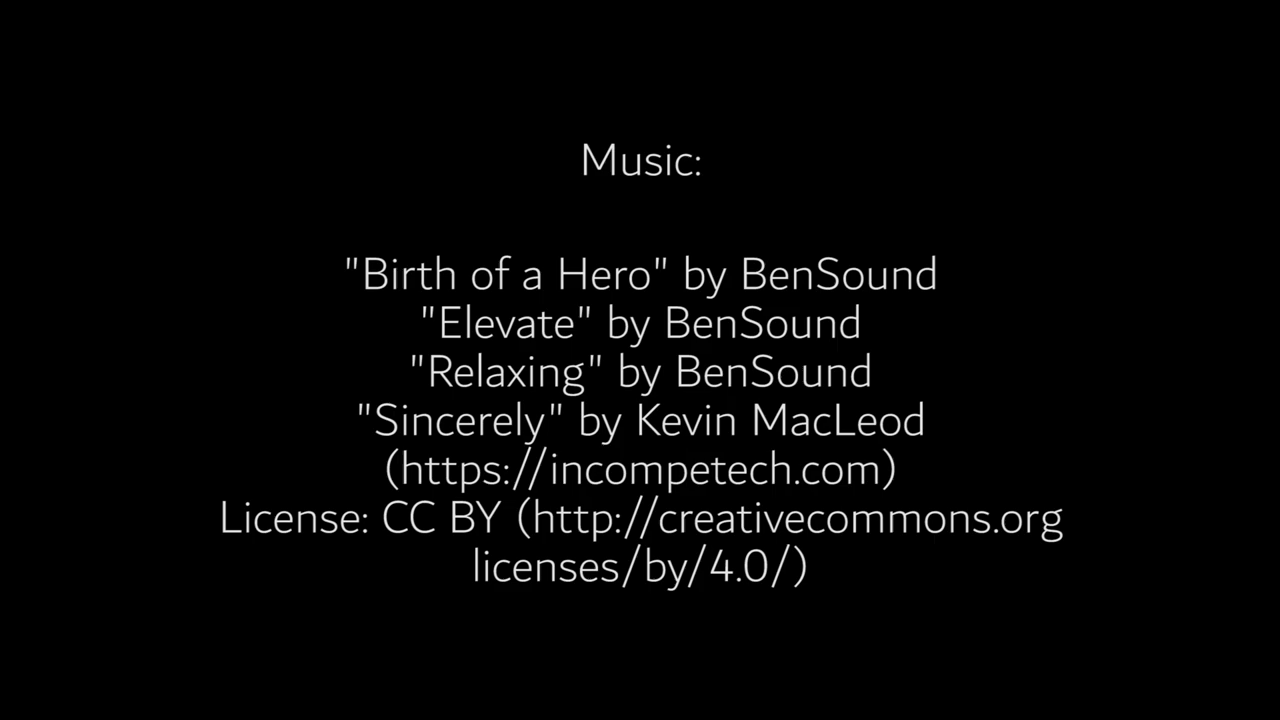 Music:
"Birth of a Hero" by BenSound
"Elevate" by BenSound
"Relaxing" by BenSound
"Sincerely" by Kevin MacLeod
(https://incompetech.com)
License: CC BY (http://creativecommons.org
licenses/by/4.0/)